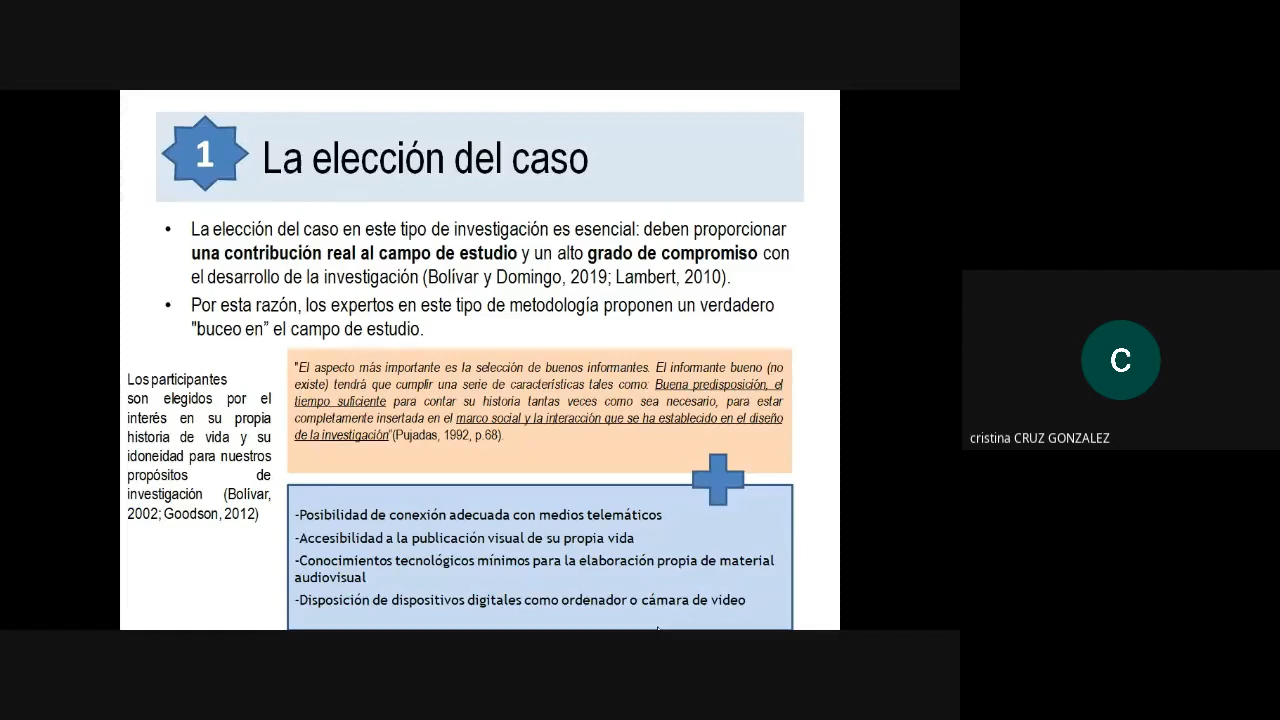 1
La elección del caso
• La elección del caso en este tipo de investigación es esencial: deben proporcionar
una contribución real al campo de estudio y un alto grado de compromiso con
el desarrollo de la investigación (Bolívar y Domingo, 2019; Lambert, 2010).
• Por esta razón, los expertos en este tipo de metodología proponen un verdadero
"buceo en” el campo de estudio.
Los participantes
son elegidos por el
interés en su propia
historia de vida y su
idoneidad para nuestros
propósitos de
investigación (Bolívar,
2002; Goodson, 2012)
"El aspecto más importante es la selección de buenos informantes. El informante bueno (no
existe) tendrá que cumplir una serie de características tales como: Buena predisposición, el
tiempo suficiente para contar su historia tantas veces como sea necesario, para estar
completamente insertada en el marco social y la interacción que se ha establecido en el diseño
de la investigación"(Pujadas, 1992, p.68).
-Posibilidad de conexión adecuada con medios telemáticos
-Accesibilidad a la publicación visual de su propia vida
-Conocimientos tecnológicos mínimos para la elaboración propia de material
audiovisual
-Disposición de dispositivos digitales como ordenador o cámara de video
C
cristina CRUZ GONZALEZ